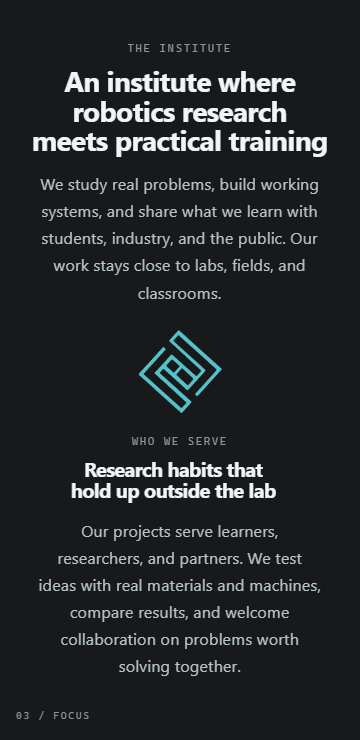 THE INSTITUTE
An institute where
robotics research
meets practical training
We study real problems, build working
systems, and share what we learn with
students, industry, and the public. Our
work stays close to labs, fields, and
classrooms.
WHO WE SERVE
Research habits that
hold up outside the lab
Our projects serve learners,
researchers, and partners. We test
ideas with real materials and machines,
compare results, and welcome
collaboration on problems worth
solving together.
03 / FOCUS